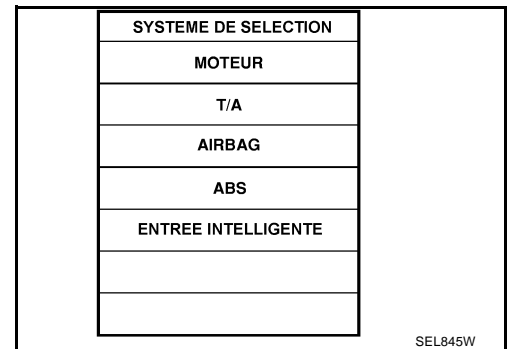 SYSTEME DE SELECTION
MOTEUR
T/A
AIRBAG
ABS
ENTREE INTELLIGENTE
SEL845W